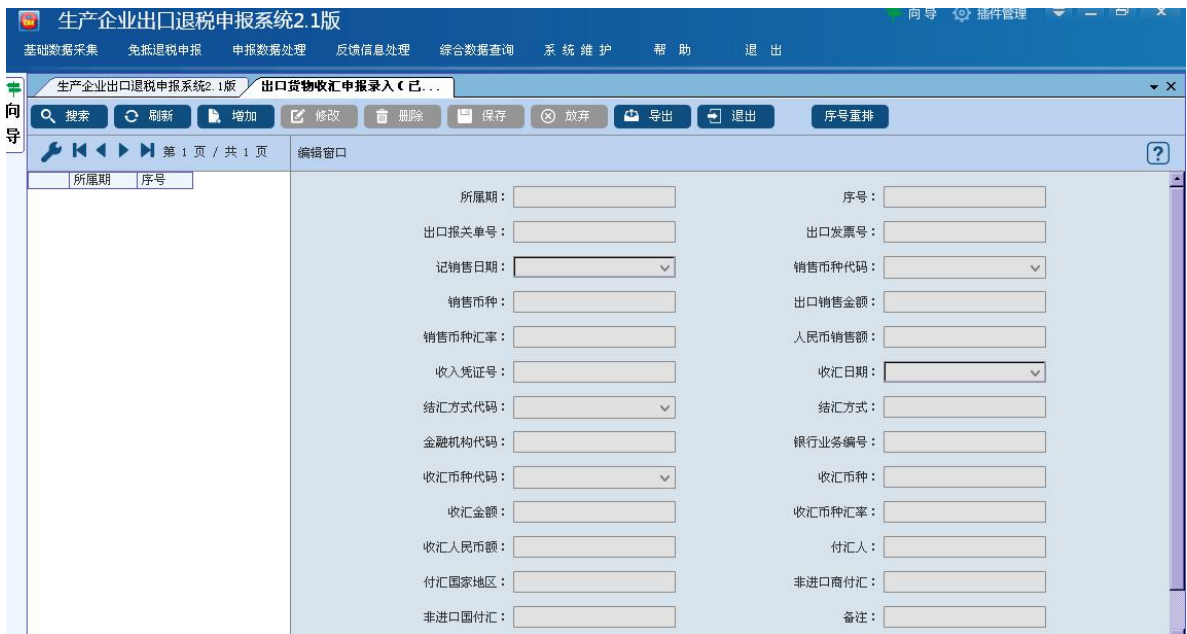 生产企业出口退税申报系统2.1版 向导 插件管理
基础数据采集 免抵退税申报 申报数据处理 反馈信息处理 综合数据查询 系统维护 帮助 退出
生产企业出口退税申报系统2.1版 出口货物收汇申报录入(已...
向导
搜索 刷新 增加 修改 删除 保存 放弃 导出 退出 序号重排
第1页/共1页 编辑窗口
所属期 序号
所属期: 序号:
出口报关单号: 出口发票号:
记销售日期: 销售币种代码:
销售币种: 出口销售金额:
销售币种汇率: 人民币销售额:
收入凭证号: 收汇日期:
结汇方式代码: 结汇方式:
金融机构代码: 银行业务编号:
收汇币种代码: 收汇币种:
收汇金额: 收汇币种汇率:
收汇人民币额: 付汇人:
付汇国家地区: 非进口商付汇:
非进口国付汇: 备注: